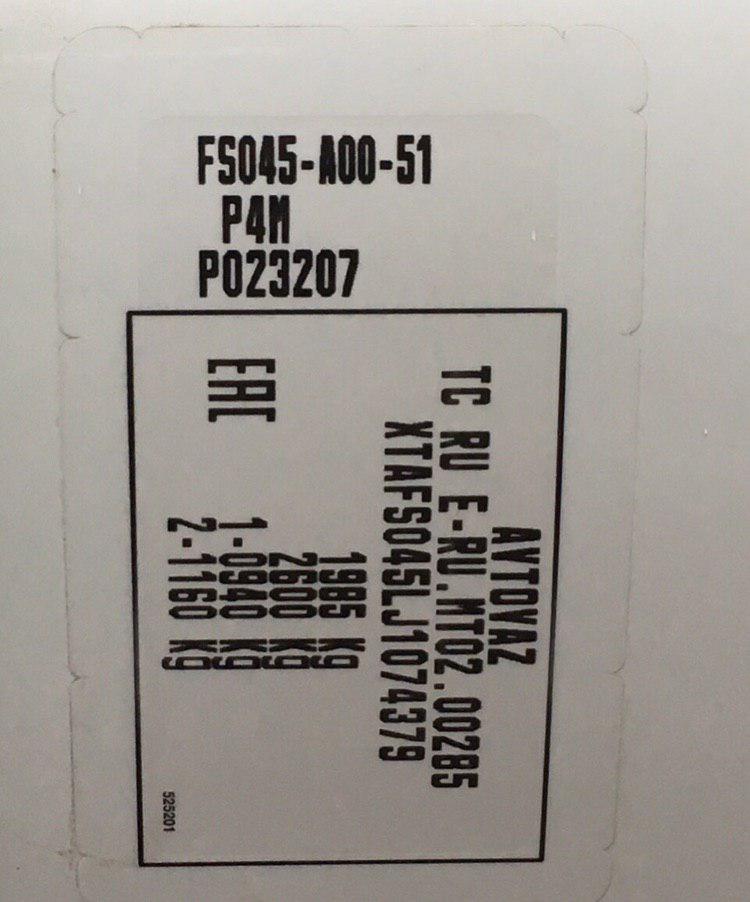 FS045-A00-51
P4M
P023207
AVTOVAZ
TC RU E-RU.MT02.00285
XTAFS045LJ1074379
1985 Kg
2600 Kg
1-0940 Kg
2-1160 Kg
EAC
525201